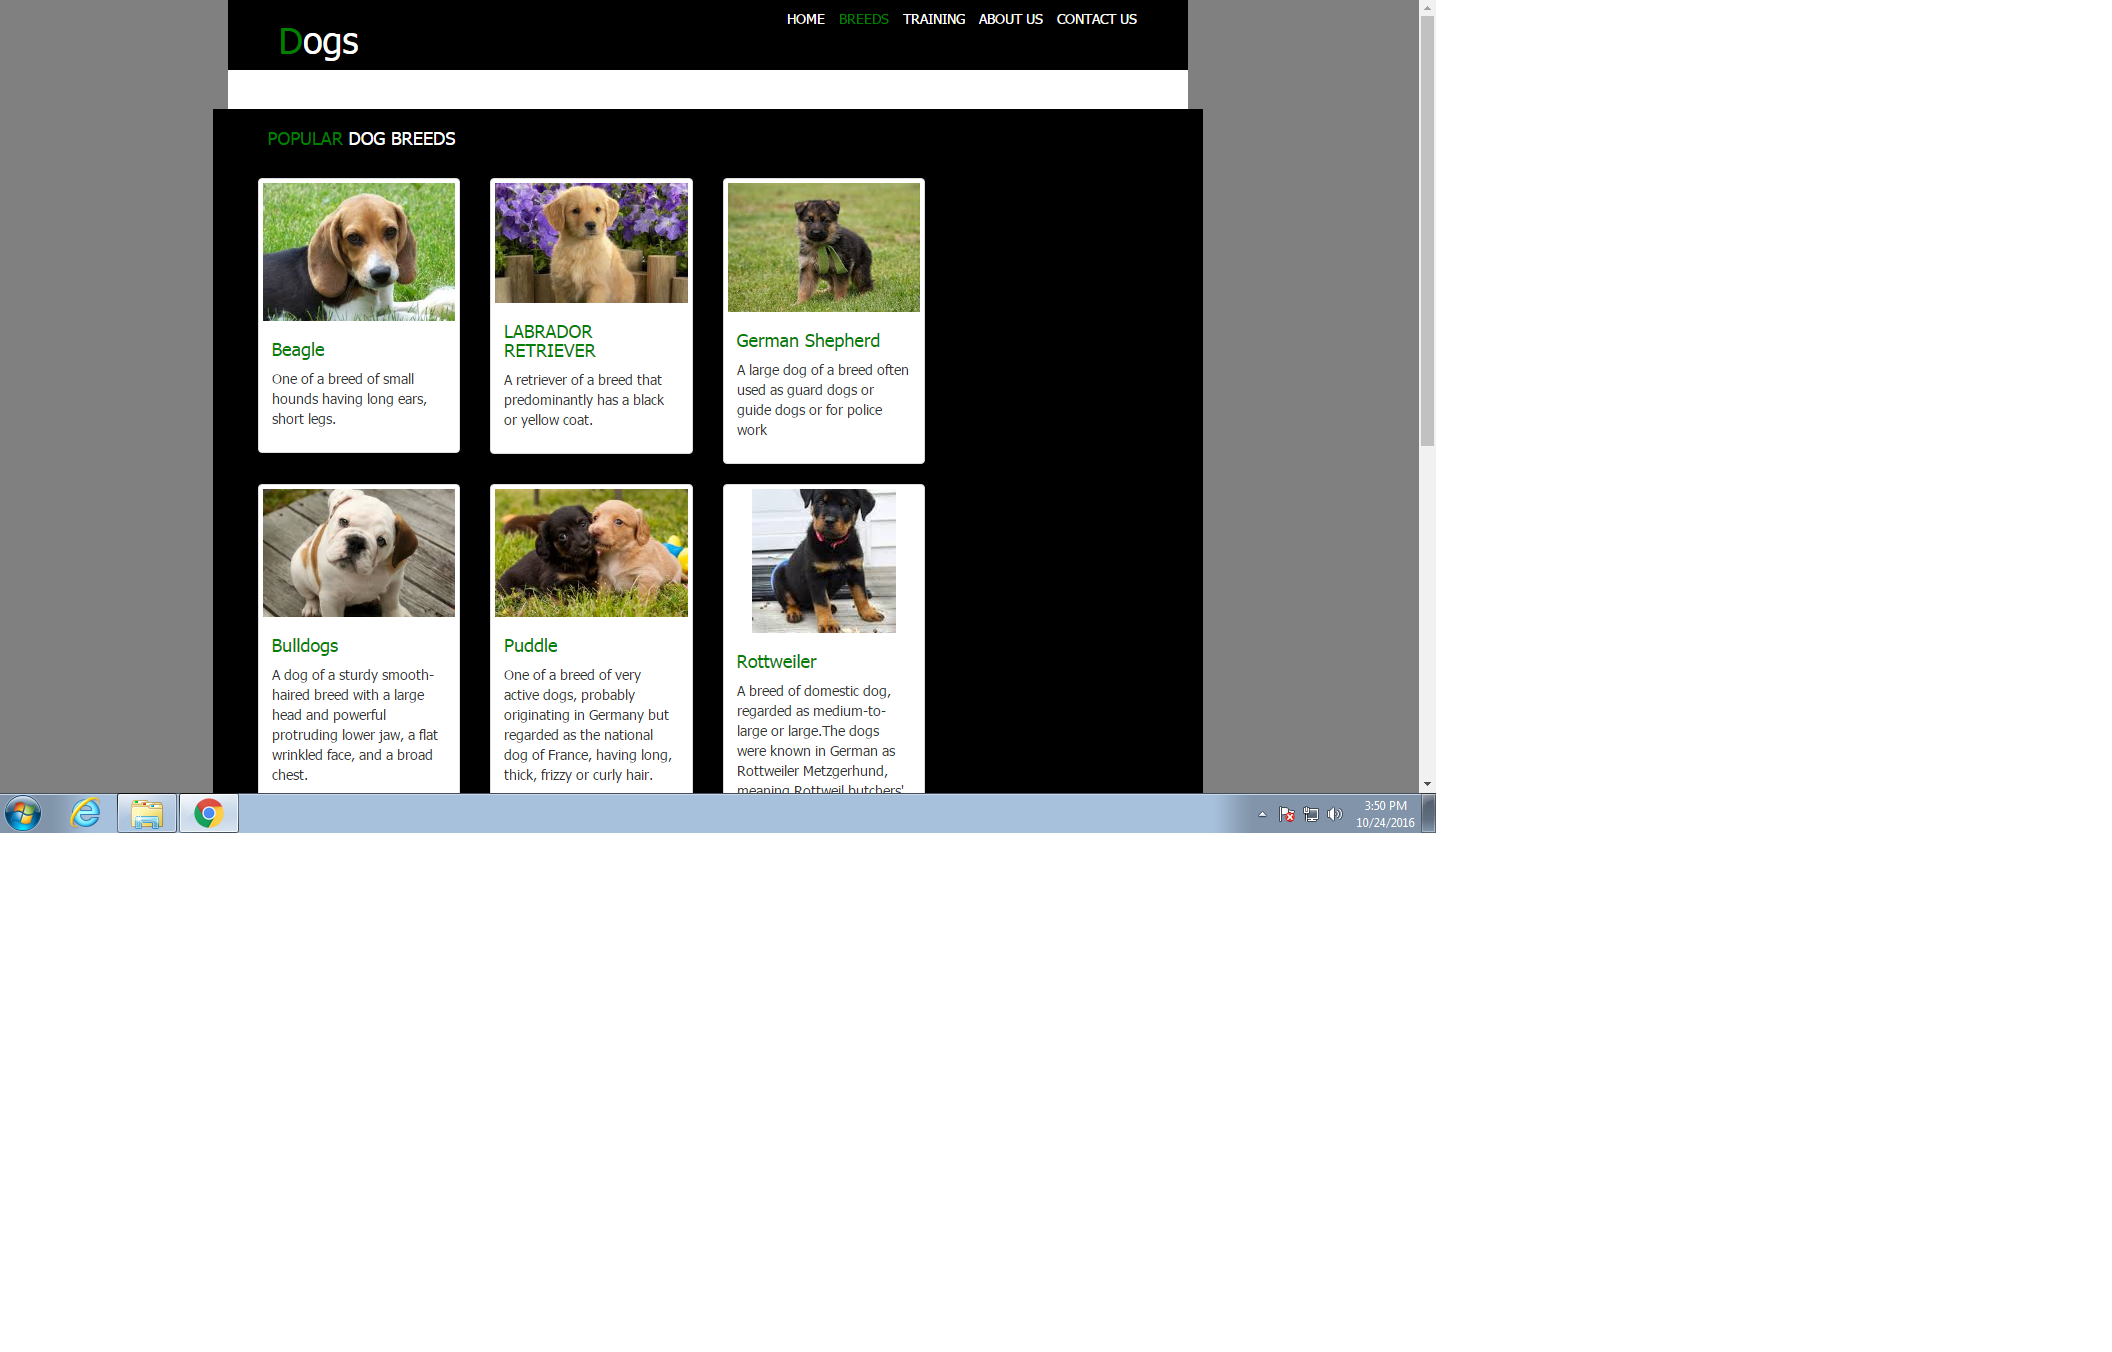 HOME BREEDS TRAINING ABOUT US CONTACT US
Dogs
POPULAR DOG BREEDS
Beagle
One of a breed of small
hounds having long ears,
short legs.
LABRADOR
RETRIEVER
A retriever of a breed that
predominantly has a black
or yellow coat.
German Shepherd
A large dog of a breed often
used as guard dogs or
guide dogs or for police
work
Bulldogs
A dog of a sturdy smooth-
haired breed with a large
head and powerful
protruding lower jaw, a flat
wrinkled face, and a broad
chest.
Puddle
One of a breed of very
active dogs, probably
originating in Germany but
regarded as the national
dog of France, having long,
thick, frizzy or curly hair.
Rottweiler
A breed of domestic dog,
regarded as medium-to-
large or large.The dogs
were known in German as
Rottweiler Metzgerhund,
meaning Rottweil butchers'
3:50 PM
10/24/2016